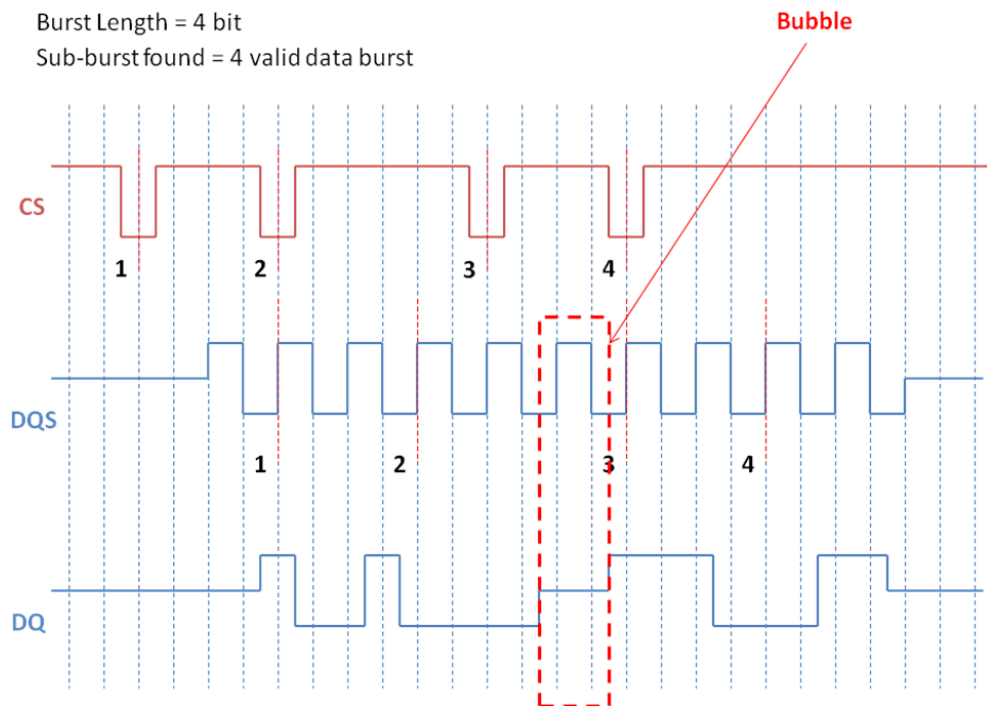 Burst Length = 4 bit
Bubble
Sub-burst found = 4 valid data burst
CS
1 2 3 4
DQS
1 2 3 4
DQ